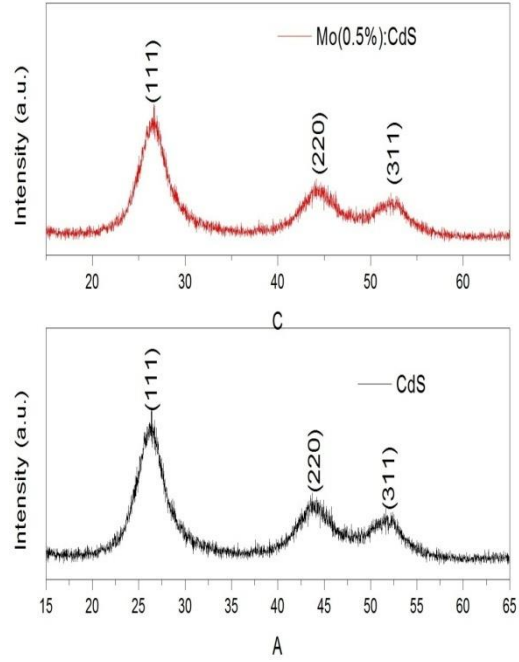 Mo(0.5%):CdS
Intensity (a.u.)
(111)
(220)
(311)
20 30 40 50 60
C
CdS
Intensity (a.u.)
(111)
(220)
(311)
15 20 25 30 35 40 45 50 55 60 65
A